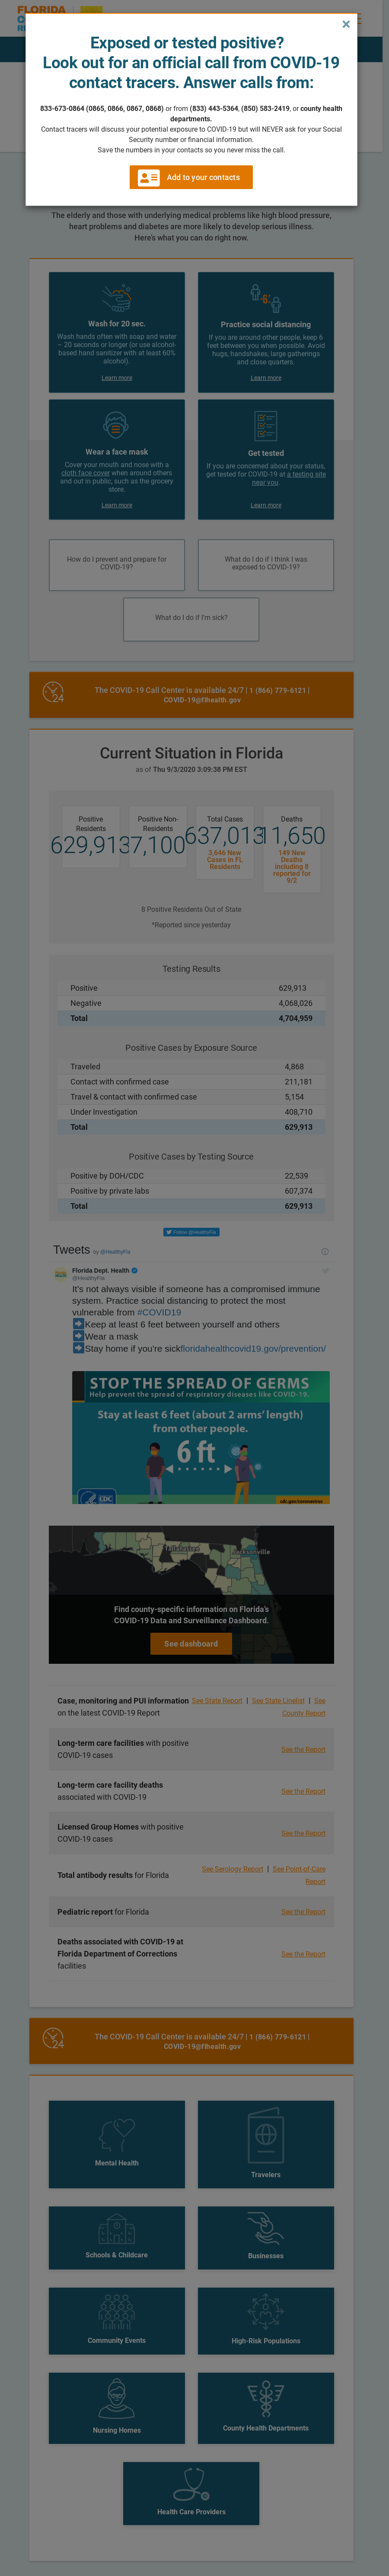 FLORIDA
×
Exposed or tested positive?
Look out for an official call from COVID-19
contact tracers. Answer calls from:
833-673-0864 (0865, 0866, 0867, 0868) or from (833) 443-5364, (850) 583-2419, or county health
departments.
Contact tracers will discuss your potential exposure to COVID-19 but will NEVER ask for your Social
Security number or financial information.
Save the numbers in your contacts so you never miss the call.
Add to your contacts
The elderly and those with underlying medical problems like high blood pressure,
heart problems and diabetes are more likely to develop serious illness.
Here's what you can do right now.
Wash for 20 sec.
Wash hands often with soap and water
– 20 seconds or longer (or use alcohol-
based hand sanitizer with at least 60%
alcohol).
Learn more
6'
Practice social distancing
If you are around other people, keep 6
feet between you when possible. Avoid
hugs, handshakes, large gatherings
and close quarters.
Learn more
Wear a face mask
Cover your mouth and nose with a
cloth face cover when around others
and out in public, such as the grocery
store.
Learn more
Get tested
If you are concerned about your status,
get tested for COVID-19 at a testing site
near you.
Learn more
How do I prevent and prepare for
COVID-19?
What do I do if I think I was
exposed to COVID-19?
What do I do if I'm sick?
24
The COVID-19 Call Center is available 24/7 | 1 (866) 779-6121 |
COVID-19@flhealth.gov
Current Situation in Florida
as of Thu 9/3/2020 3:09:38 PM EST
Positive
Residents
629,913
Positive Non-
Residents
7,100
Total Cases
637,013
3,646 New
Cases in FL
Residents
Deaths
11,650
149 New
Deaths
including 8
reported for
9/2
8 Positive Residents Out of State
*Reported since yesterday
Testing Results
Positive 629,913
Negative 4,068,026
Total 4,704,959
Positive Cases by Exposure Source
Traveled 4,868
Contact with confirmed case 211,181
Travel & contact with confirmed case 5,154
Under Investigation 408,710
Total 629,913
Positive Cases by Testing Source
Positive by DOH/CDC 22,539
Positive by private labs 607,374
Total 629,913
Follow @HealthyFla
Tweets by @HealthyFla
Florida Dept. Health
@HealthyFla
It's not always visible if someone has a compromised immune
system. Practice social distancing to protect the most
vulnerable from #COVID19
➡Keep at least 6 feet between yourself and others
➡Wear a mask
➡Stay home if you're sickfloridahealthcovid19.gov/prevention/
STOP THE SPREAD OF GERMS
Help prevent the spread of respiratory diseases like COVID-19.
Stay at least 6 feet (about 2 arms' length)
from other people.
6 ft
CDC
cdc.gov/coronavirus
Tallahassee
Jacksonville
Find county-specific information on Florida's
COVID-19 Data and Surveillance Dashboard.
See dashboard
Case, monitoring and PUI information
on the latest COVID-19 Report
See State Report | See State Linelist | See
County Report
Long-term care facilities with positive
COVID-19 cases
See the Report
Long-term care facility deaths
associated with COVID-19
See the Report
Licensed Group Homes with positive
COVID-19 cases
See the Report
Total antibody results for Florida
See Serology Report | See Point-of-Care
Report
Pediatric report for Florida
See the Report
Deaths associated with COVID-19 at
Florida Department of Corrections
facilities
See the Report
24
The COVID-19 Call Center is available 24/7 | 1 (866) 779-6121 |
COVID-19@flhealth.gov
Mental Health
Travelers
Schools & Childcare
Businesses
Community Events
High-Risk Populations
Nursing Homes
County Health Departments
Health Care Providers